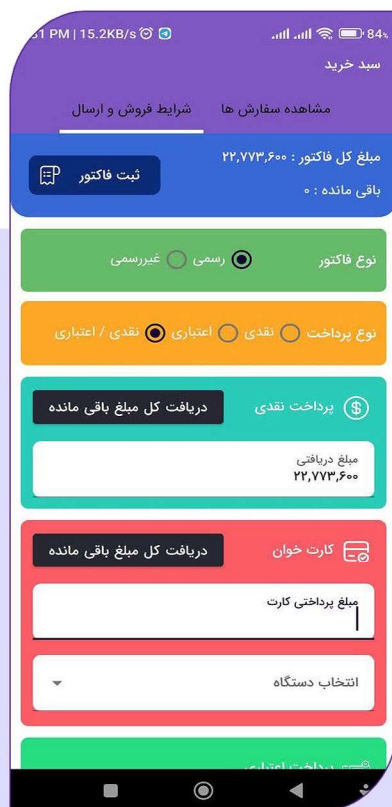 1 PM | 15.2KB/s
84
سبد خرید
مشاهده سفارش ها
شرایط فروش و ارسال
مبلغ کل فاکتور : ۲۲,۷۷۳,۶۰۰
باقی مانده : ۰
ثبت فاکتور
نوع فاکتور رسمی غیررسمی
نوع پرداخت نقدی اعتباری نقدی / اعتباری
پرداخت نقدی
دریافت کل مبلغ باقی مانده
مبلغ دریافتی
۲۲,۷۷۳,۶۰۰
کارت خوان
دریافت کل مبلغ باقی مانده
مبلغ پرداختی کارت
انتخاب دستگاه
پرداخت اعتباری